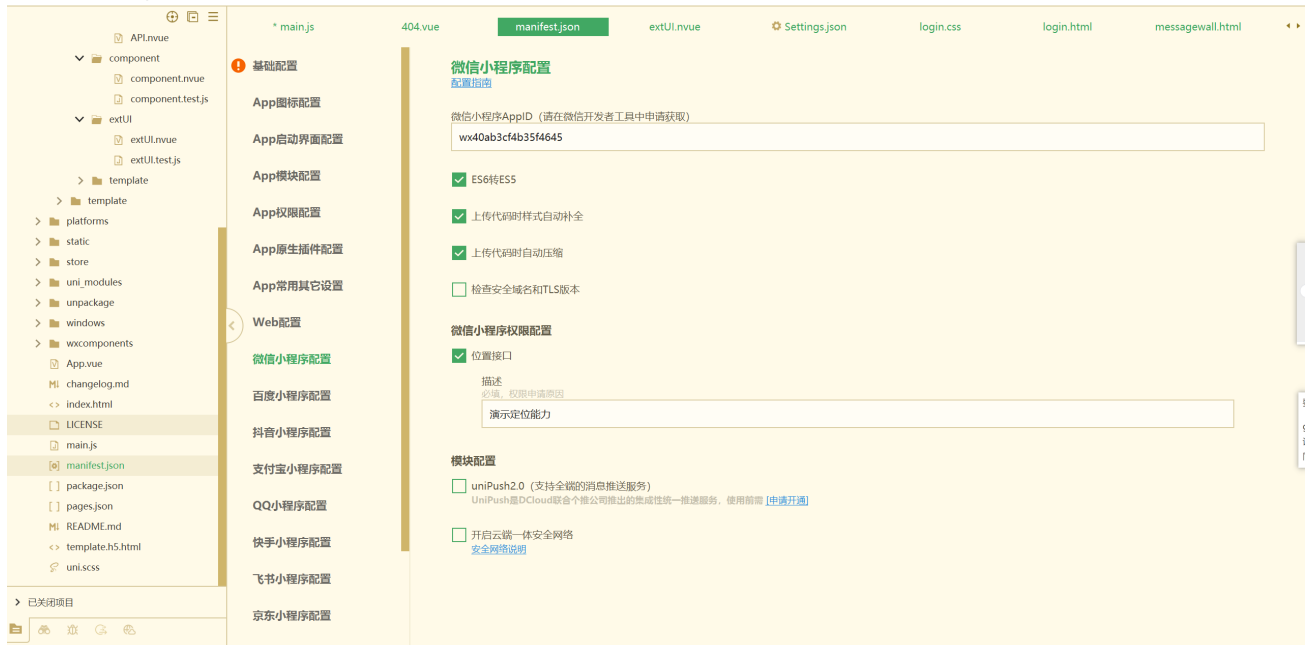 * main.js
404.vue
manifest.json
extUI.nvue
Settings.json
login.css
login.html
messagewall.html
API.nvue
component
component.nvue
component.test.js
extUI
extUI.nvue
extUI.test.js
template
template
platforms
static
store
uni_modules
unpackage
windows
wxcomponents
App.vue
changelog.md
index.html
LICENSE
main.js
manifest.json
package.json
pages.json
README.md
template.h5.html
uni.scss
已关闭项目
基础配置
App图标配置
App启动界面配置
App模块配置
App权限配置
App原生插件配置
App常用其它设置
Web配置
微信小程序配置
百度小程序配置
抖音小程序配置
支付宝小程序配置
QQ小程序配置
快手小程序配置
飞书小程序配置
京东小程序配置
微信小程序配置
配置指南
微信小程序AppID（请在微信开发者工具中申请获取）
wx40ab3cf4b35f4645
ES6转ES5
上传代码时样式自动补全
上传代码时自动压缩
检查安全域名和TLS版本
微信小程序权限配置
位置接口
描述
必填，权限申请原因
演示定位能力
模块配置
uniPush2.0（支持全端的消息推送服务）
UniPush是DCloud联合个推公司推出的集成性统一推送服务，使用前需 [申请开通]
开启云端一体安全网络
安全网络说明